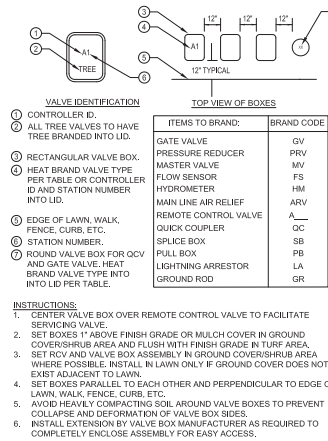 3
12"
12"
12"
1
A1
4
A1
2
TREE
5
12" TYPICAL
6
VALVE IDENTIFICATION
TOP VIEW OF BOXES
1 CONTROLLER ID.
2 ALL TREE VALVES TO HAVE
TREE BRANDED INTO LID.
3 RECTANGULAR VALVE BOX.
4 HEAT BRAND VALVE TYPE
PER TABLE OR CONTROLLER
ID AND STATION NUMBER
INTO LID.
5 EDGE OF LAWN, WALK,
FENCE, CURB, ETC.
6 STATION NUMBER.
7 ROUND VALVE BOX FOR QCV
AND GATE VALVE. HEAT
BRAND VALVE TYPE INTO
INTO LID PER TABLE.
ITEMS TO BRAND: BRAND CODE
GATE VALVE GV
PRESSURE REDUCER PRV
MASTER VALVE MV
FLOW SENSOR FS
HYDROMETER HM
MAIN LINE AIR RELIEF ARV
REMOTE CONTROL VALVE A__
QUICK COUPLER QC
SPLICE BOX SB
PULL BOX PB
LIGHTNING ARRESTOR LA
GROUND ROD GR
INSTRUCTIONS:
1. CENTER VALVE BOX OVER REMOTE CONTROL VALVE TO FACILITATE
SERVICING VALVE.
2. SET BOXES 1" ABOVE FINISH GRADE OR MULCH COVER IN GROUND
COVER/SHRUB AREA AND FLUSH WITH FINISH GRADE IN TURF AREA.
3. SET RCV AND VALVE BOX ASSEMBLY IN GROUND COVER/SHRUB AREA
WHERE POSSIBLE. INSTALL IN LAWN ONLY IF GROUND COVER DOES NOT
EXIST ADJACENT TO LAWN.
4. SET BOXES PARALLEL TO EACH OTHER AND PERPENDICULAR TO EDGE O
LAWN, WALK, FENCE, CURB, ETC.
5. AVOID HEAVILY COMPACTING SOIL AROUND VALVE BOXES TO PREVENT
COLLAPSE AND DEFORMATION OF VALVE BOX SIDES.
6. INSTALL EXTENSION BY VALVE BOX MANUFACTURER AS REQUIRED TO
COMPLETELY ENCLOSE ASSEMBLY FOR EASY ACCESS.